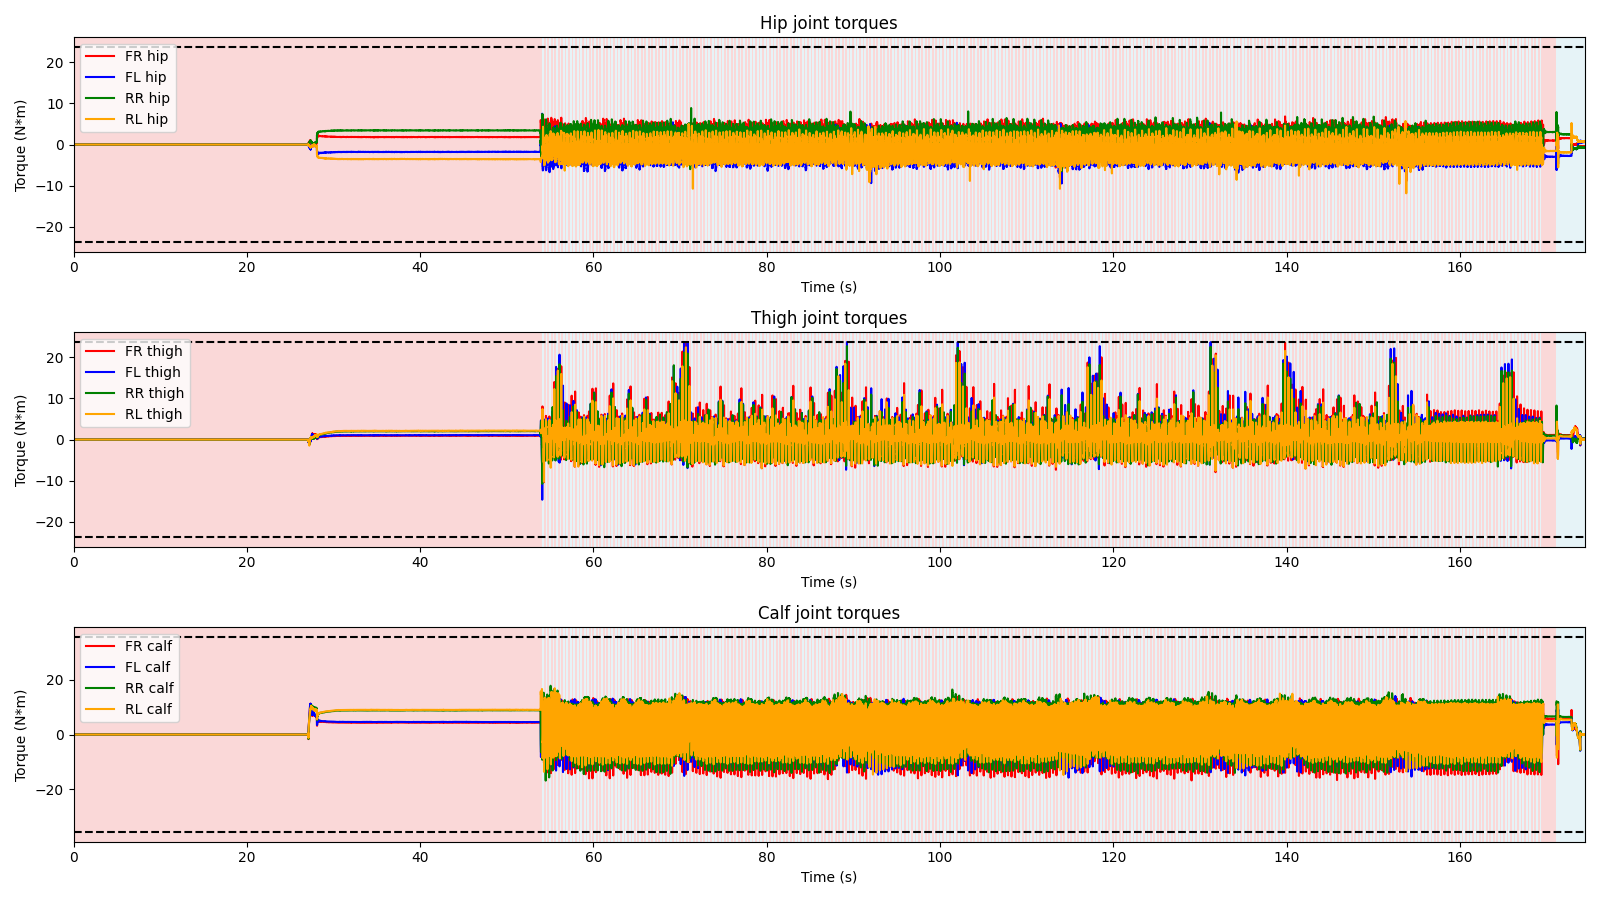 Hip joint torques
Torque (N*m)
20
10
0
−10
−20
FR hip
FL hip
RR hip
RL hip
0 20 40 60 80 100 120 140 160
Time (s)
Thigh joint torques
Torque (N*m)
20
10
0
−10
−20
FR thigh
FL thigh
RR thigh
RL thigh
0 20 40 60 80 100 120 140 160
Time (s)
Calf joint torques
Torque (N*m)
20
0
−20
FR calf
FL calf
RR calf
RL calf
0 20 40 60 80 100 120 140 160
Time (s)